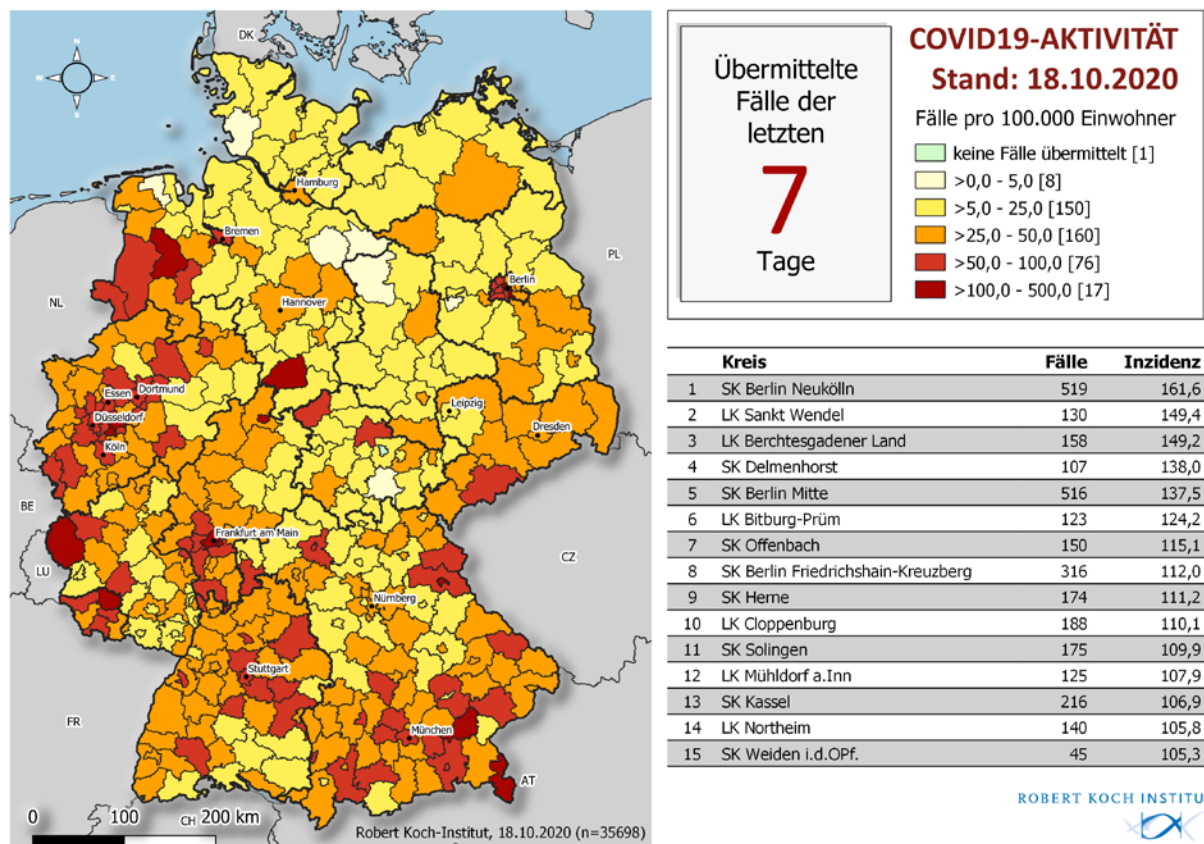 DK
PL
NL
BE
LU
FR
CZ
AT
CH
N
W
E
S
Hamburg
Bremen
Berlin
Hannover
Essen
Dortmund
Düsseldorf
Köln
Leipzig
Dresden
Frankfurt am Main
Nürnberg
Stuttgart
München
0 100 200 km
Robert Koch-Institut, 18.10.2020 (n=35698)
Übermittelte
Fälle der
letzten
7
Tage
COVID19-AKTIVITÄT
Stand: 18.10.2020
Fälle pro 100.000 Einwohner
keine Fälle übermittelt [1]
>0,0 - 5,0 [8]
>5,0 - 25,0 [150]
>25,0 - 50,0 [160]
>50,0 - 100,0 [76]
>100,0 - 500,0 [17]
Kreis Fälle Inzidenz
1 SK Berlin Neukölln 519 161,6
2 LK Sankt Wendel 130 149,4
3 LK Berchtesgadener Land 158 149,2
4 SK Delmenhorst 107 138,0
5 SK Berlin Mitte 516 137,5
6 LK Bitburg-Prüm 123 124,2
7 SK Offenbach 150 115,1
8 SK Berlin Friedrichshain-Kreuzberg 316 112,0
9 SK Herne 174 111,2
10 LK Cloppenburg 188 110,1
11 SK Solingen 175 109,9
12 LK Mühldorf a.Inn 125 107,9
13 SK Kassel 216 106,9
14 LK Northeim 140 105,8
15 SK Weiden i.d.OPf. 45 105,3
ROBERT KOCH INSTITU